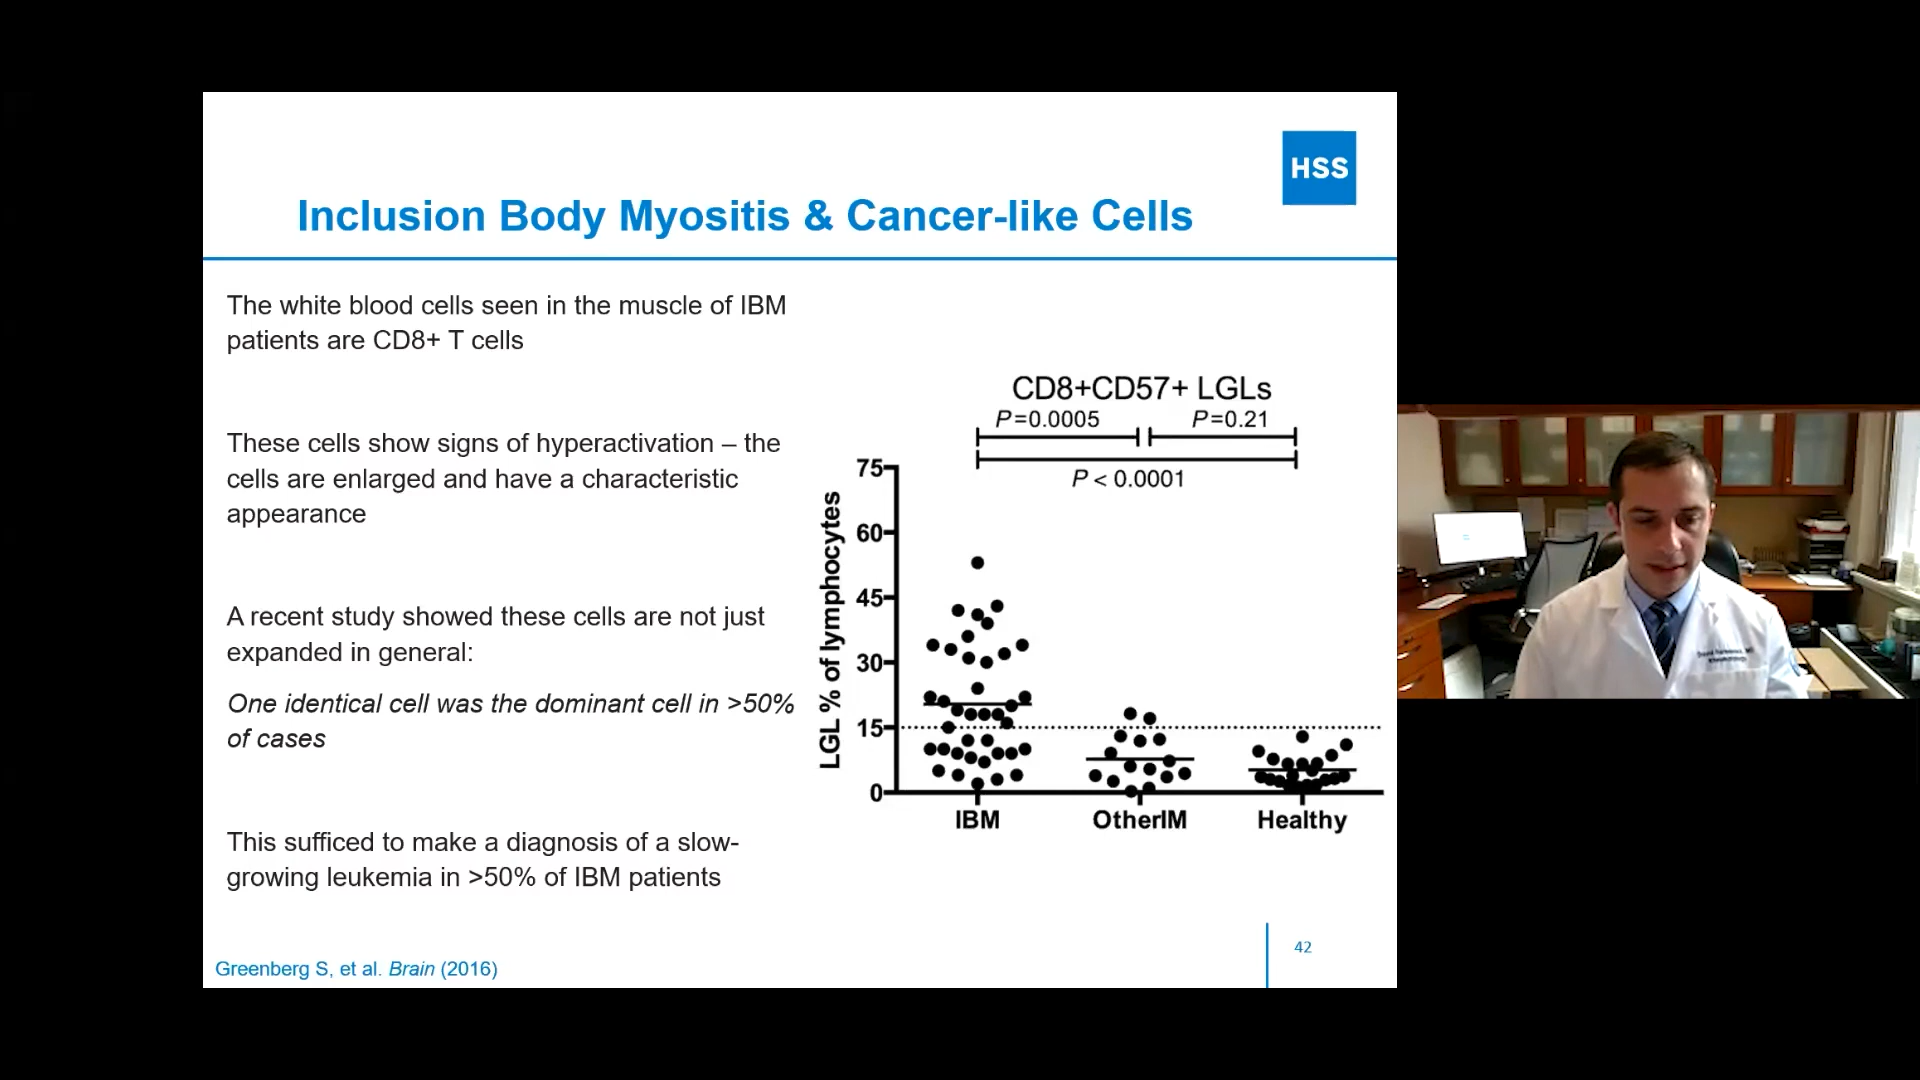 HSS
Inclusion Body Myositis & Cancer-like Cells
The white blood cells seen in the muscle of IBM
patients are CD8+ T cells
These cells show signs of hyperactivation – the
cells are enlarged and have a characteristic
appearance
A recent study showed these cells are not just
expanded in general:
One identical cell was the dominant cell in >50%
of cases
This sufficed to make a diagnosis of a slow-
growing leukemia in >50% of IBM patients
Greenberg S, et al. Brain (2016)
CD8+CD57+ LGLs
P=0.0005 P=0.21
P < 0.0001
LGL % of lymphocytes
75
60
45
30
15
0
IBM OtherIM Healthy
42